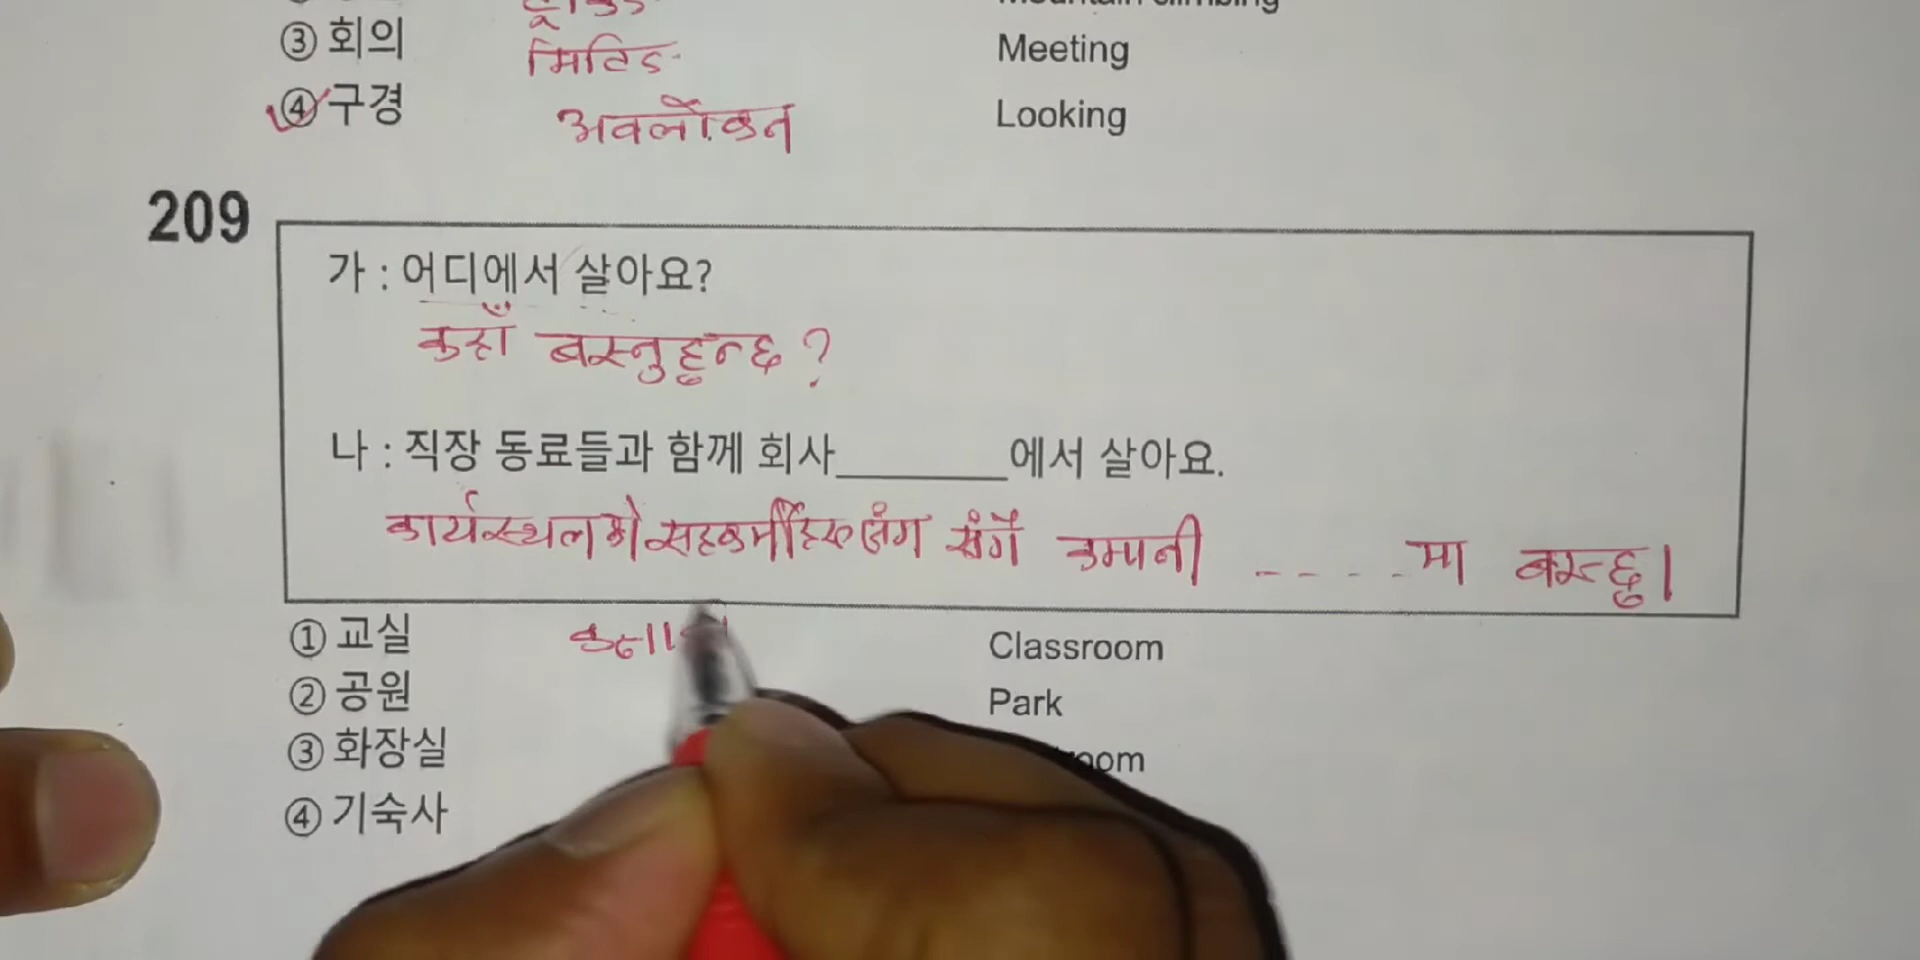 ③ 회의 मिटिङ Meeting
④ 구경 अवलोकन Looking
209
가 : 어디에서 살아요?
कहाँ बस्नुहुन्छ ?
나 : 직장 동료들과 함께 회사________에서 살아요.
कार्यस्थलको सहकर्मीहरु संग संगै कम्पनी - - - - मा बस्छु।
① 교실 Classroom
② 공원 Park
③ 화장실
④ 기숙사